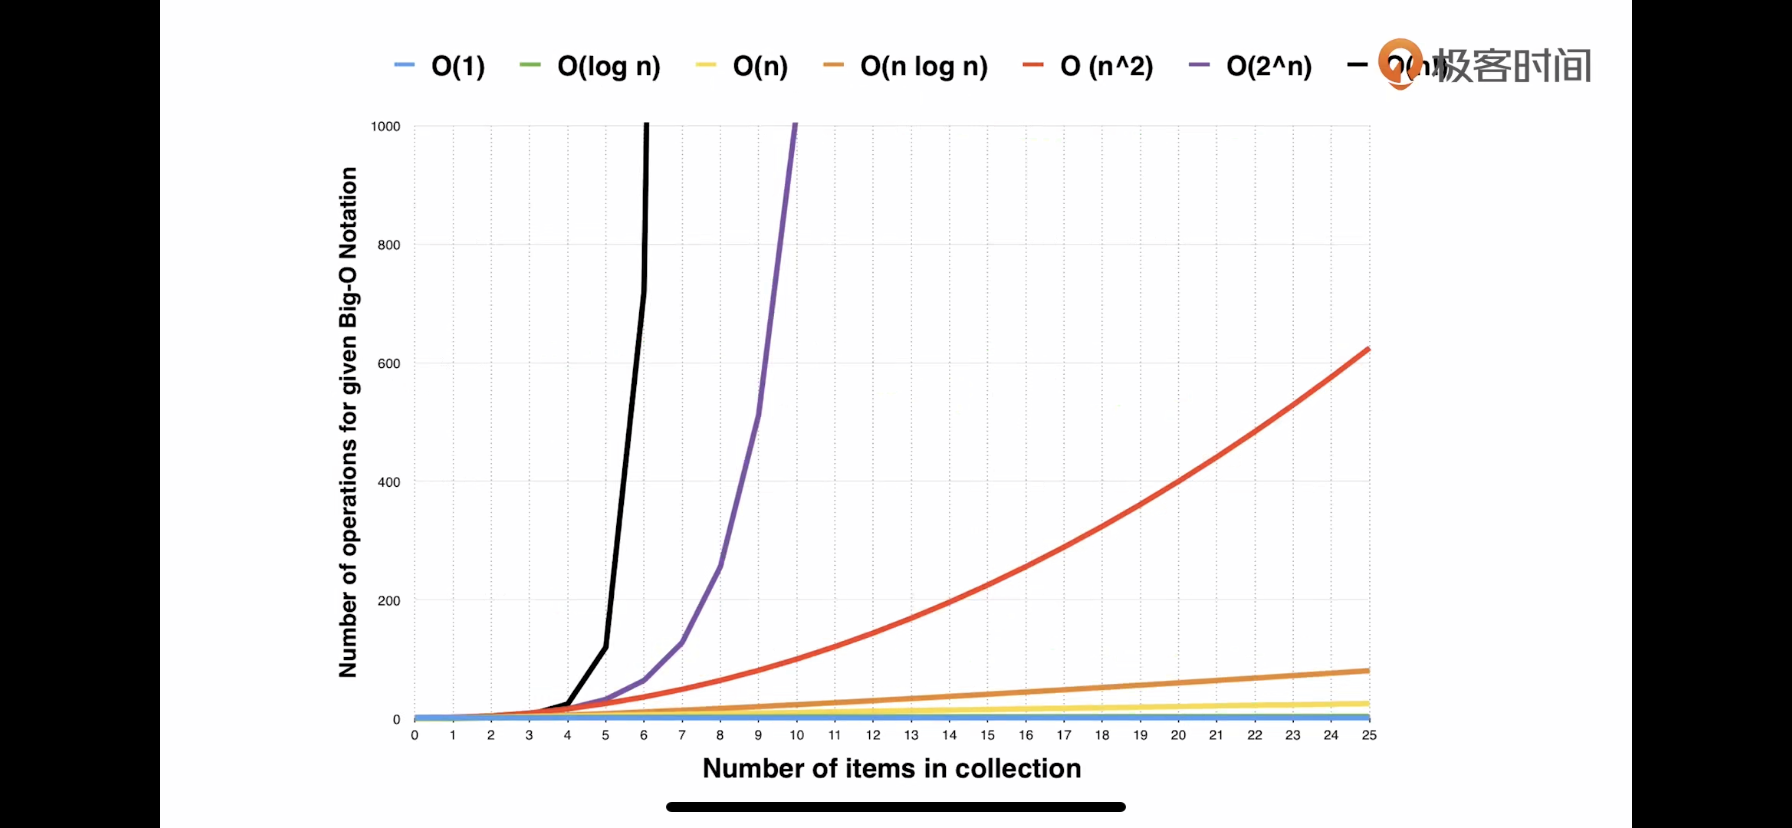 O(1) O(log n) O(n) O(n log n) O (n^2) O(2^n) 极客时间
1000
800
600
400
200
0
Number of operations for given Big-O Notation
0 1 2 3 4 5 6 7 8 9 10 11 12 13 14 15 16 17 18 19 20 21 22 23 24 25
Number of items in collection